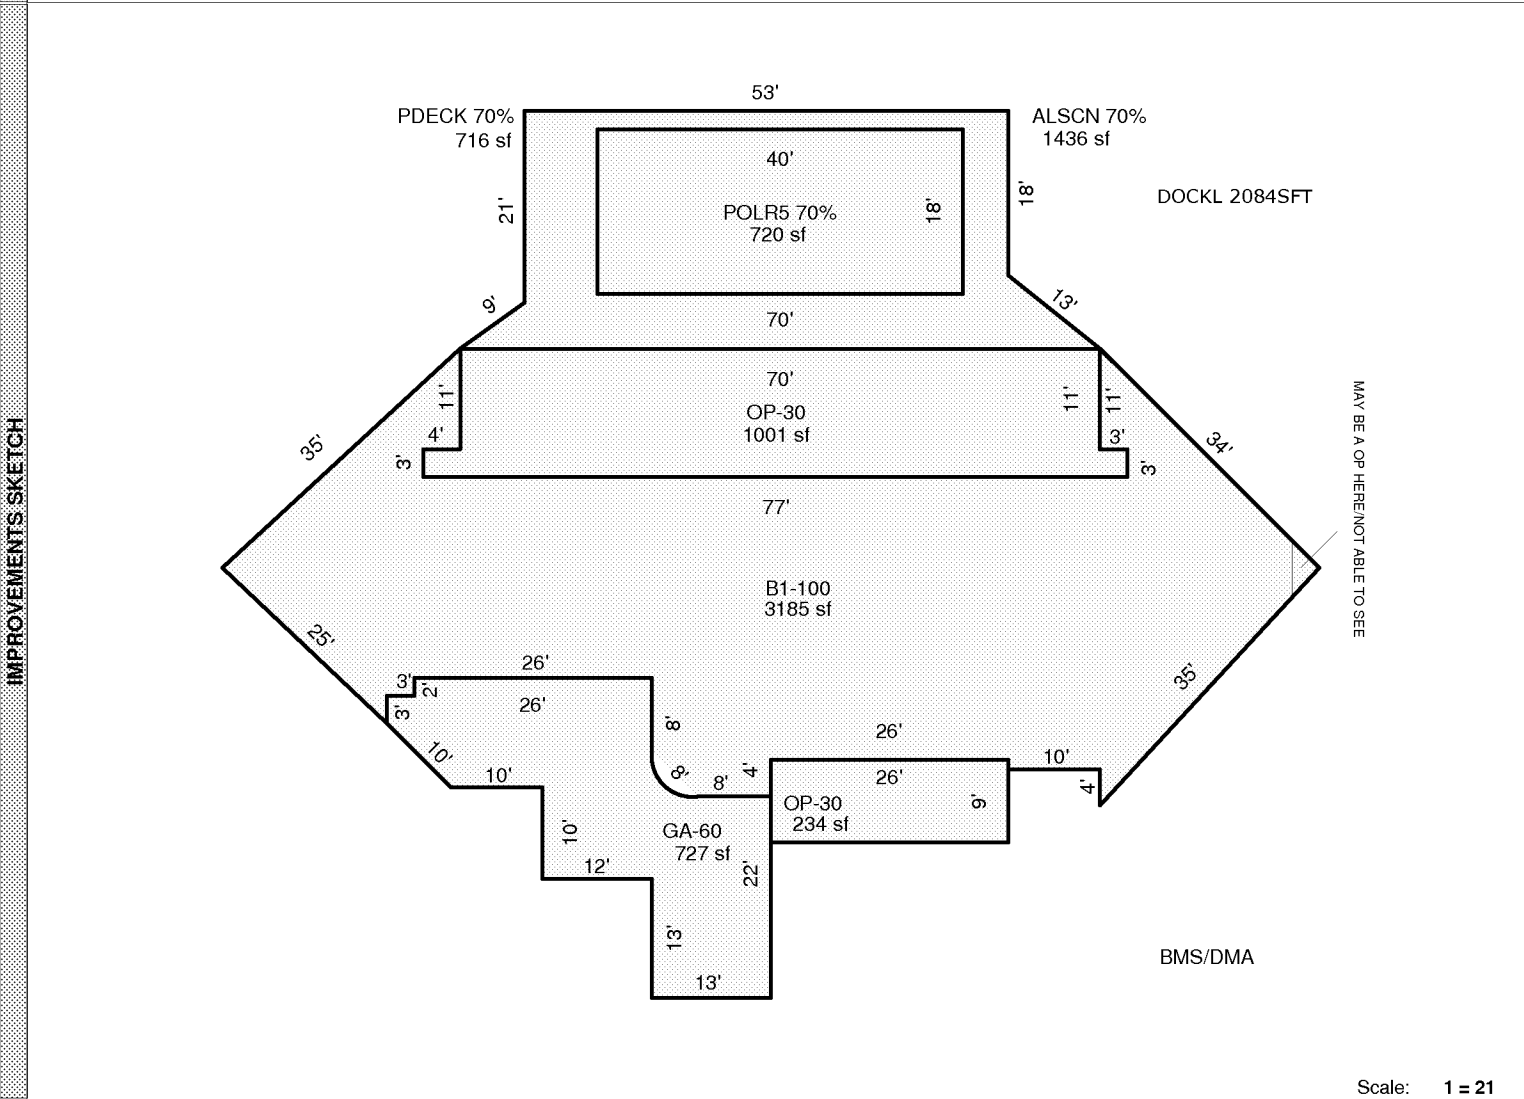 IMPROVEMENTS SKETCH
53'
PDECK 70%
716 sf
ALSCN 70%
1436 sf
40'
21'
18'
18'
POLR5 70%
720 sf
DOCKL 2084SFT
9'
13'
70'
70'
11'
11'
11'
OP-30
1001 sf
4'
3'
3'
3'
35'
34'
MAY BE A OP HERE/NOT ABLE TO SEE
77'
B1-100
3185 sf
25'
35'
26'
3'
2'
3'
26'
8'
26'
10'
10'
8'
8'
4'
26'
10'
4'
OP-30
234 sf
9'
GA-60
727 sf
10'
12'
22'
13'
13'
BMS/DMA
Scale: 1 = 21